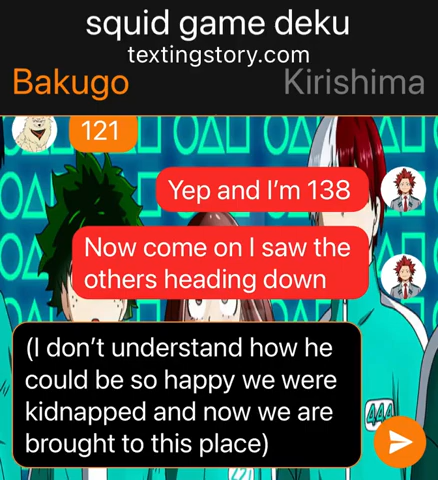 squid game deku
textingstory.com
Bakugo
Kirishima
121
Yep and I'm 138
Now come on I saw the
others heading down
(I don't understand how he
could be so happy we were
kidnapped and now we are
brought to this place)